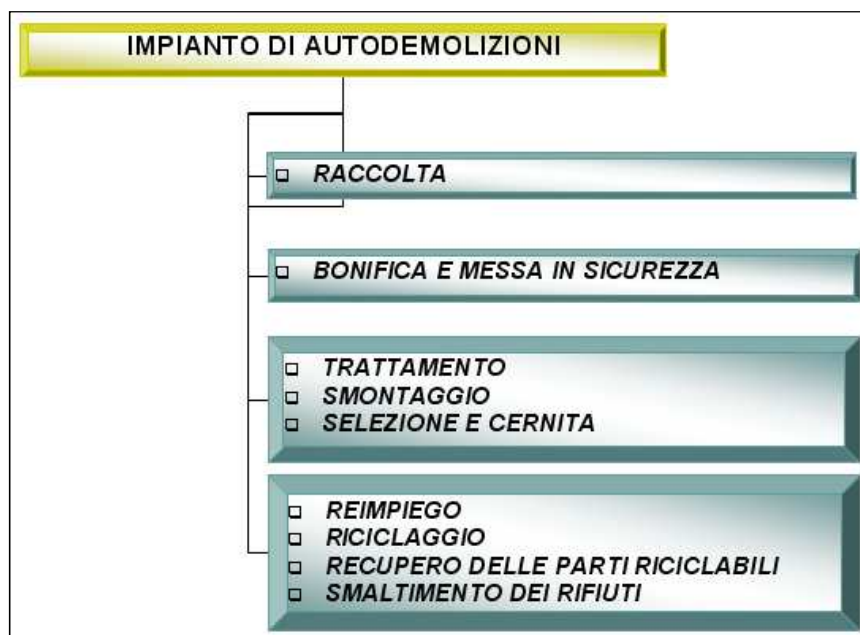 IMPIANTO DI AUTODEMOLIZIONI
RACCOLTA
BONIFICA E MESSA IN SICUREZZA
TRATTAMENTO
SMONTAGGIO
SELEZIONE E CERNITA
REIMPIEGO
RICICLAGGIO
RECUPERO DELLE PARTI RICICLABILI
SMALTIMENTO DEI RIFIUTI